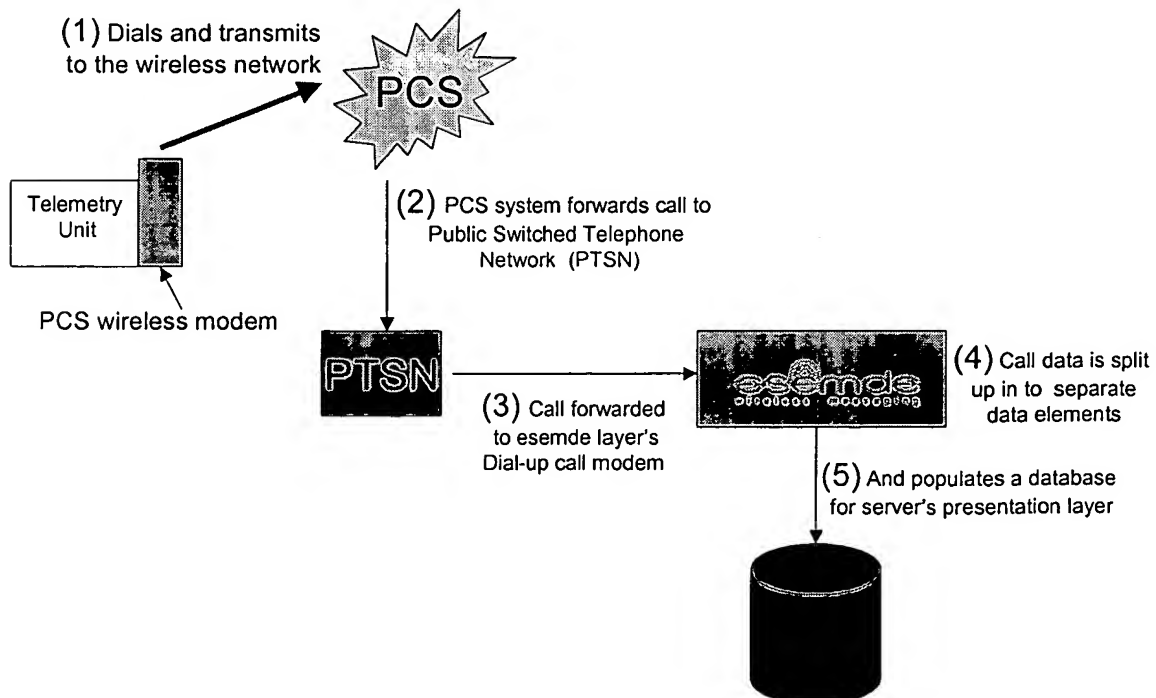 (1) Dials and transmits
to the wireless network
PCS
Telemetry
Unit
PCS wireless modem
(2) PCS system forwards call to
Public Switched Telephone
Network (PTSN)
PTSN
(3) Call forwarded
to esemde layer's
Dial-up call modem
esemde
wireless messaging
(4) Call data is split
up in to separate
data elements
(5) And populates a database
for server's presentation layer